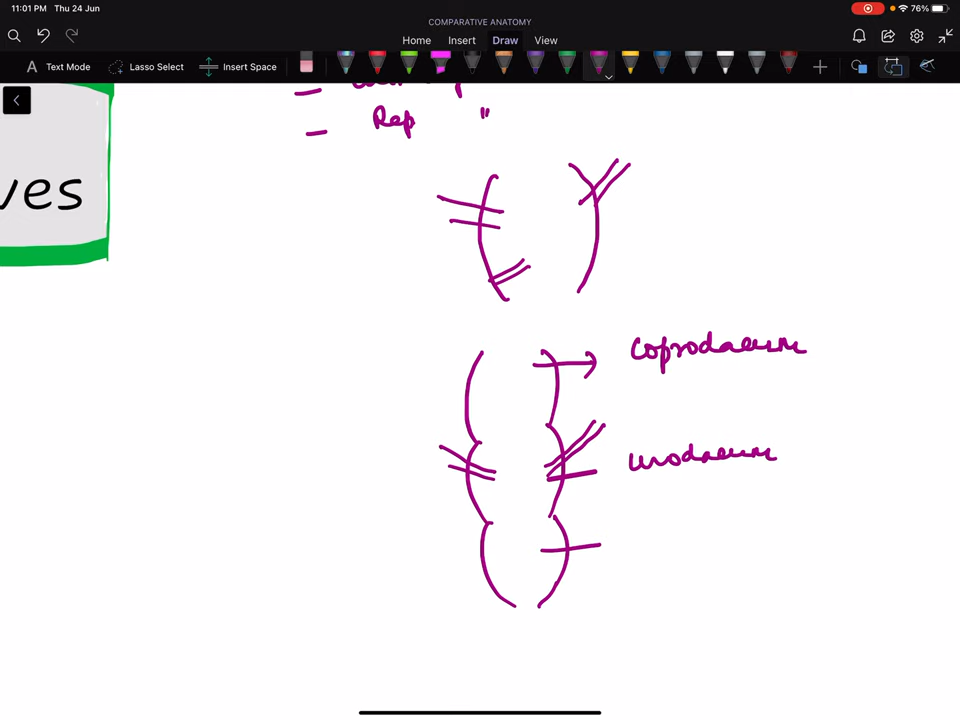 11:01 PM Thu 24 Jun
76%
COMPARATIVE ANATOMY
Home Insert Draw View
A Text Mode Lasso Select Insert Space
Rep "
ves
Coprodaeum
urodaeum